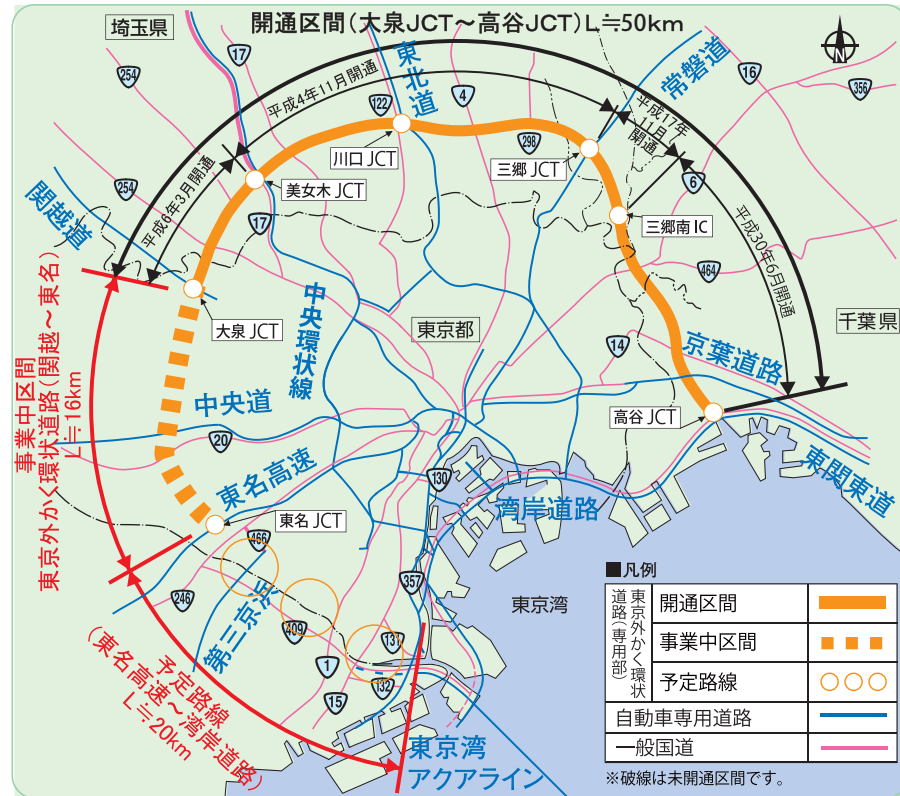 開通区間(大泉JCT～高谷JCT)L≒50km
埼玉県
254
17
平成4年11月開通
東北道
122
4
298
常磐道
16
356
平成17年
11月
開通
川口JCT
三郷JCT
6
254
美女木JCT
平成6年3月開通
17
関越道
三郷南IC
平成30年6月開通
464
大泉JCT
中央環状線
東京都
千葉県
14
京葉道路
中央道
20
高谷JCT
東関東道
事業中区間
東京外かく環状道路(関越～東名)
L≒16km
東名高速
130
湾岸道路
東名JCT
466
246
第三京浜
357
東京湾
409
131
1
132
15
予定路線
(東名高速～湾岸道路)
L≒20km
東京湾
アクアライン
■凡例
東京外かく環状
道路(専用部)
開通区間
事業中区間
予定路線
自動車専用道路
一般国道
※破線は未開通区間です。
N